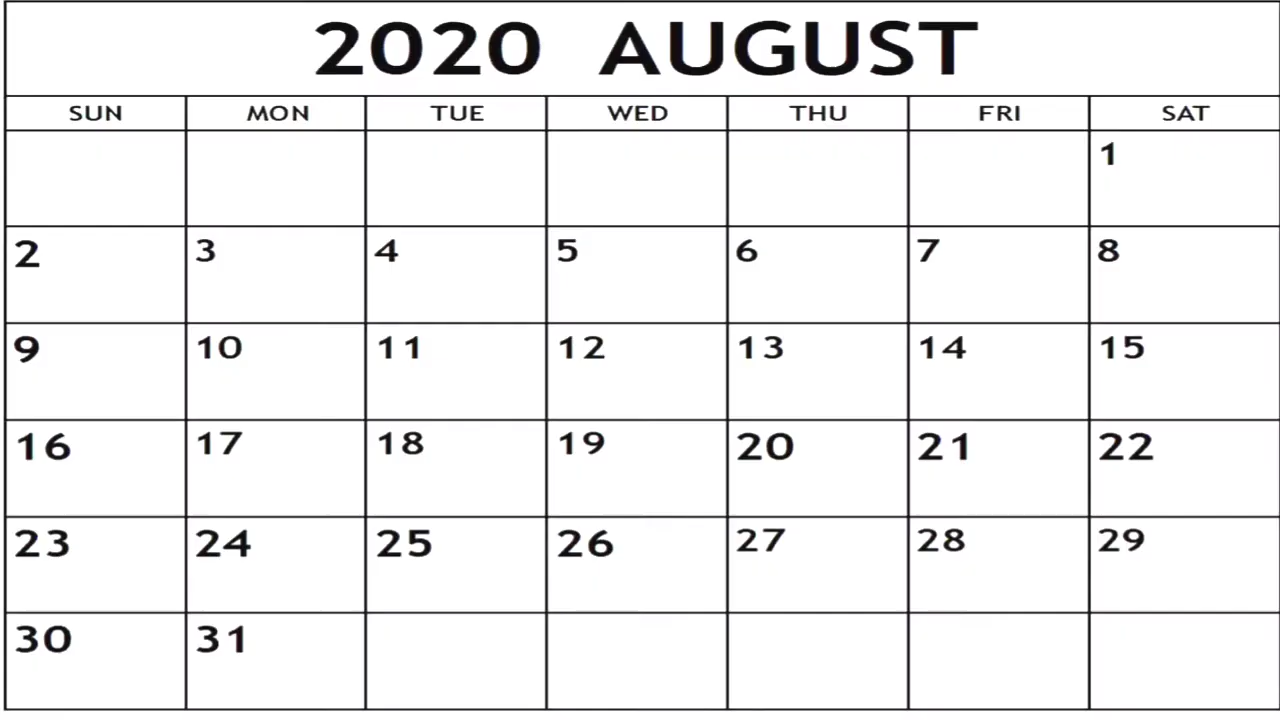 2020 AUGUST
SUN MON TUE WED THU FRI SAT
1
2 3 4 5 6 7 8
9 10 11 12 13 14 15
16 17 18 19 20 21 22
23 24 25 26 27 28 29
30 31